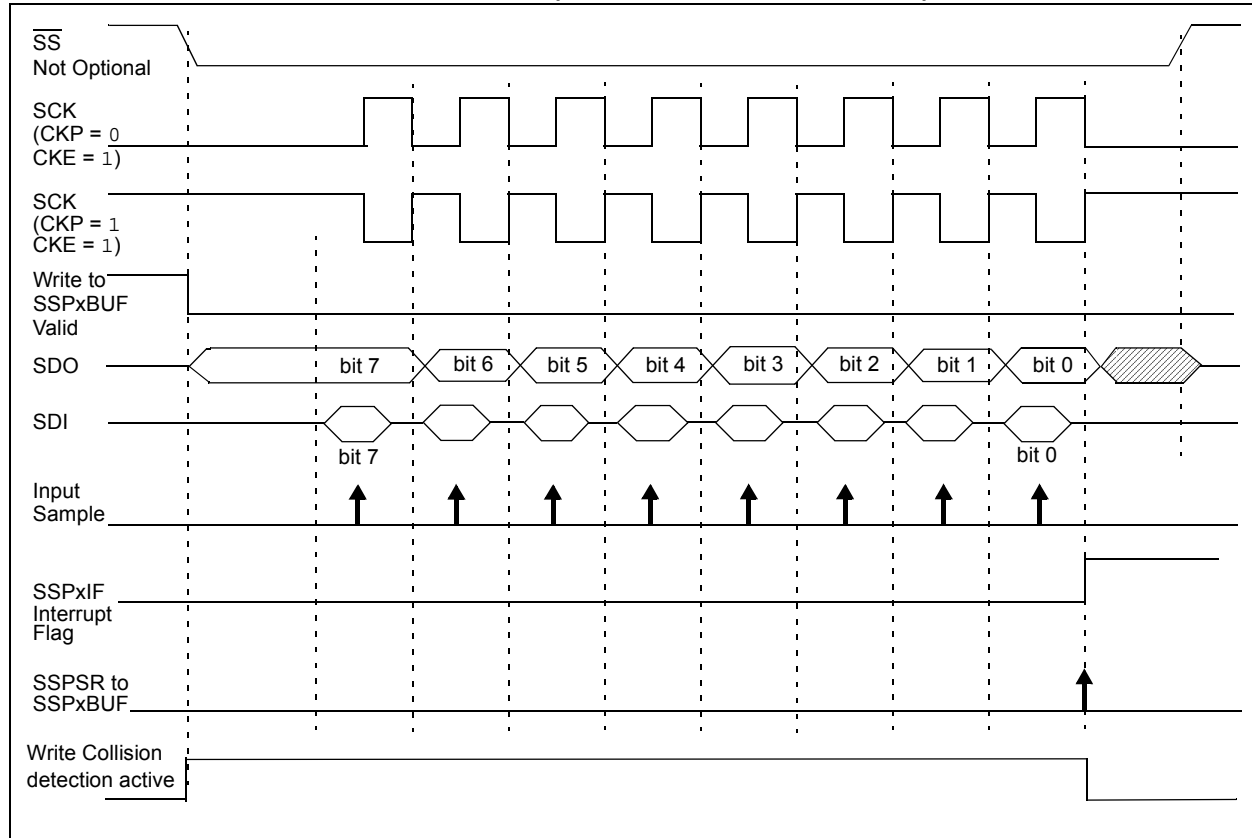 SS
Not Optional
SCK
(CKP = 0
CKE = 1)
SCK
(CKP = 1
CKE = 1)
Write to
SSPxBUF
Valid
SDO
bit 7 bit 6 bit 5 bit 4 bit 3 bit 2 bit 1 bit 0
SDI
bit 7 bit 0
Input
Sample
SSPxIF
Interrupt
Flag
SSPSR to
SSPxBUF
Write Collision
detection active